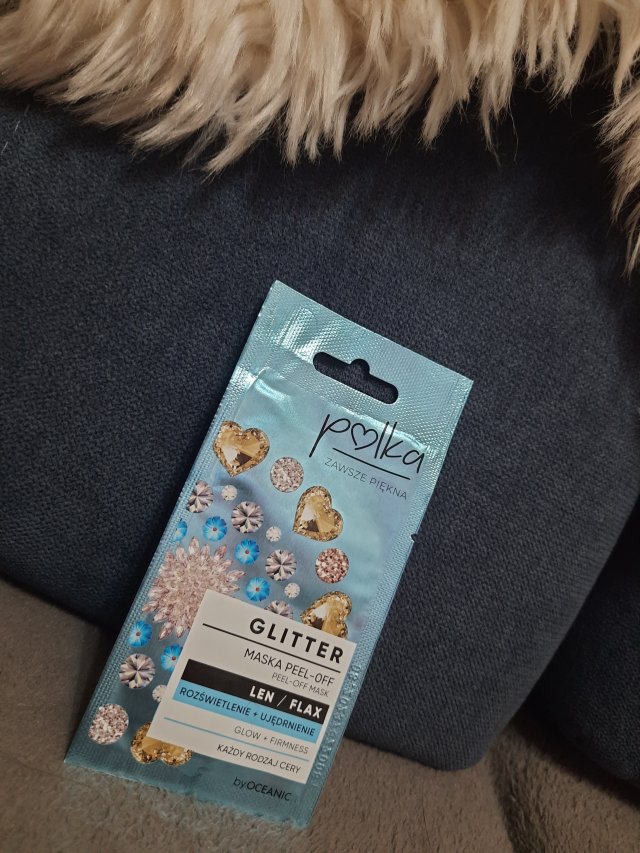 polka
ZAWSZE PIĘKNA
GLITTER
MASKA PEEL-OFF
PEEL-OFF MASK
LEN / FLAX
ROZŚWIETLENIE + UJĘDRNIENIE
GLOW + FIRMNESS
KAŻDY RODZAJ CERY
byOCEANIC